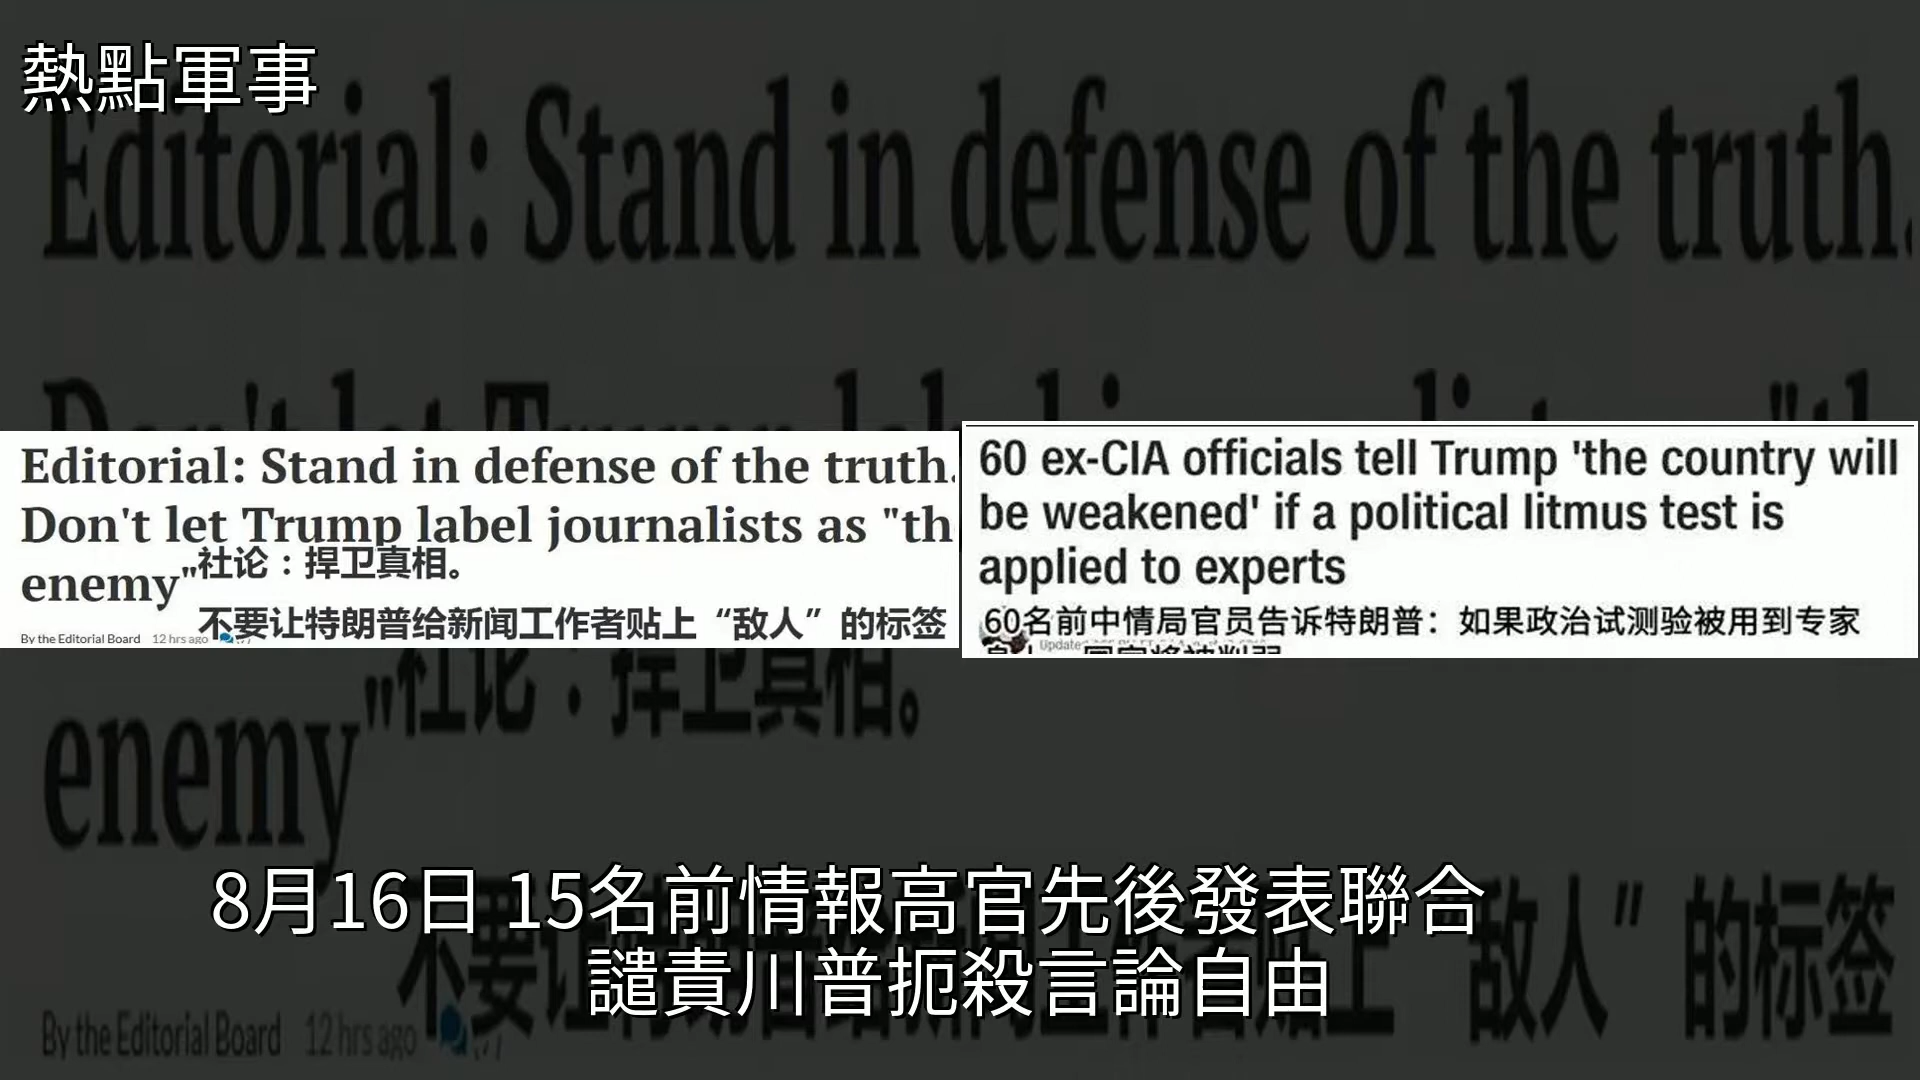 熱點軍事
Editorial: Stand in defense of the truth.
Editorial: Stand in defense of the truth.
Don't let Trump label journalists as "th
enemy"
社论：捍卫真相。
不要让特朗普给新闻工作者贴上“敌人”的标签
By the Editorial Board 12 hrs ago
60 ex-CIA officials tell Trump 'the country will
be weakened' if a political litmus test is
applied to experts
60名前中情局官员告诉特朗普：如果政治试测验被用到专家
Update
enemy"
社论：捍卫真相。
8月16日 15名前情報高官先後發表聯合
譴責川普扼殺言論自由
敌人”的标签
By the Editorial Board 12 hrs ago